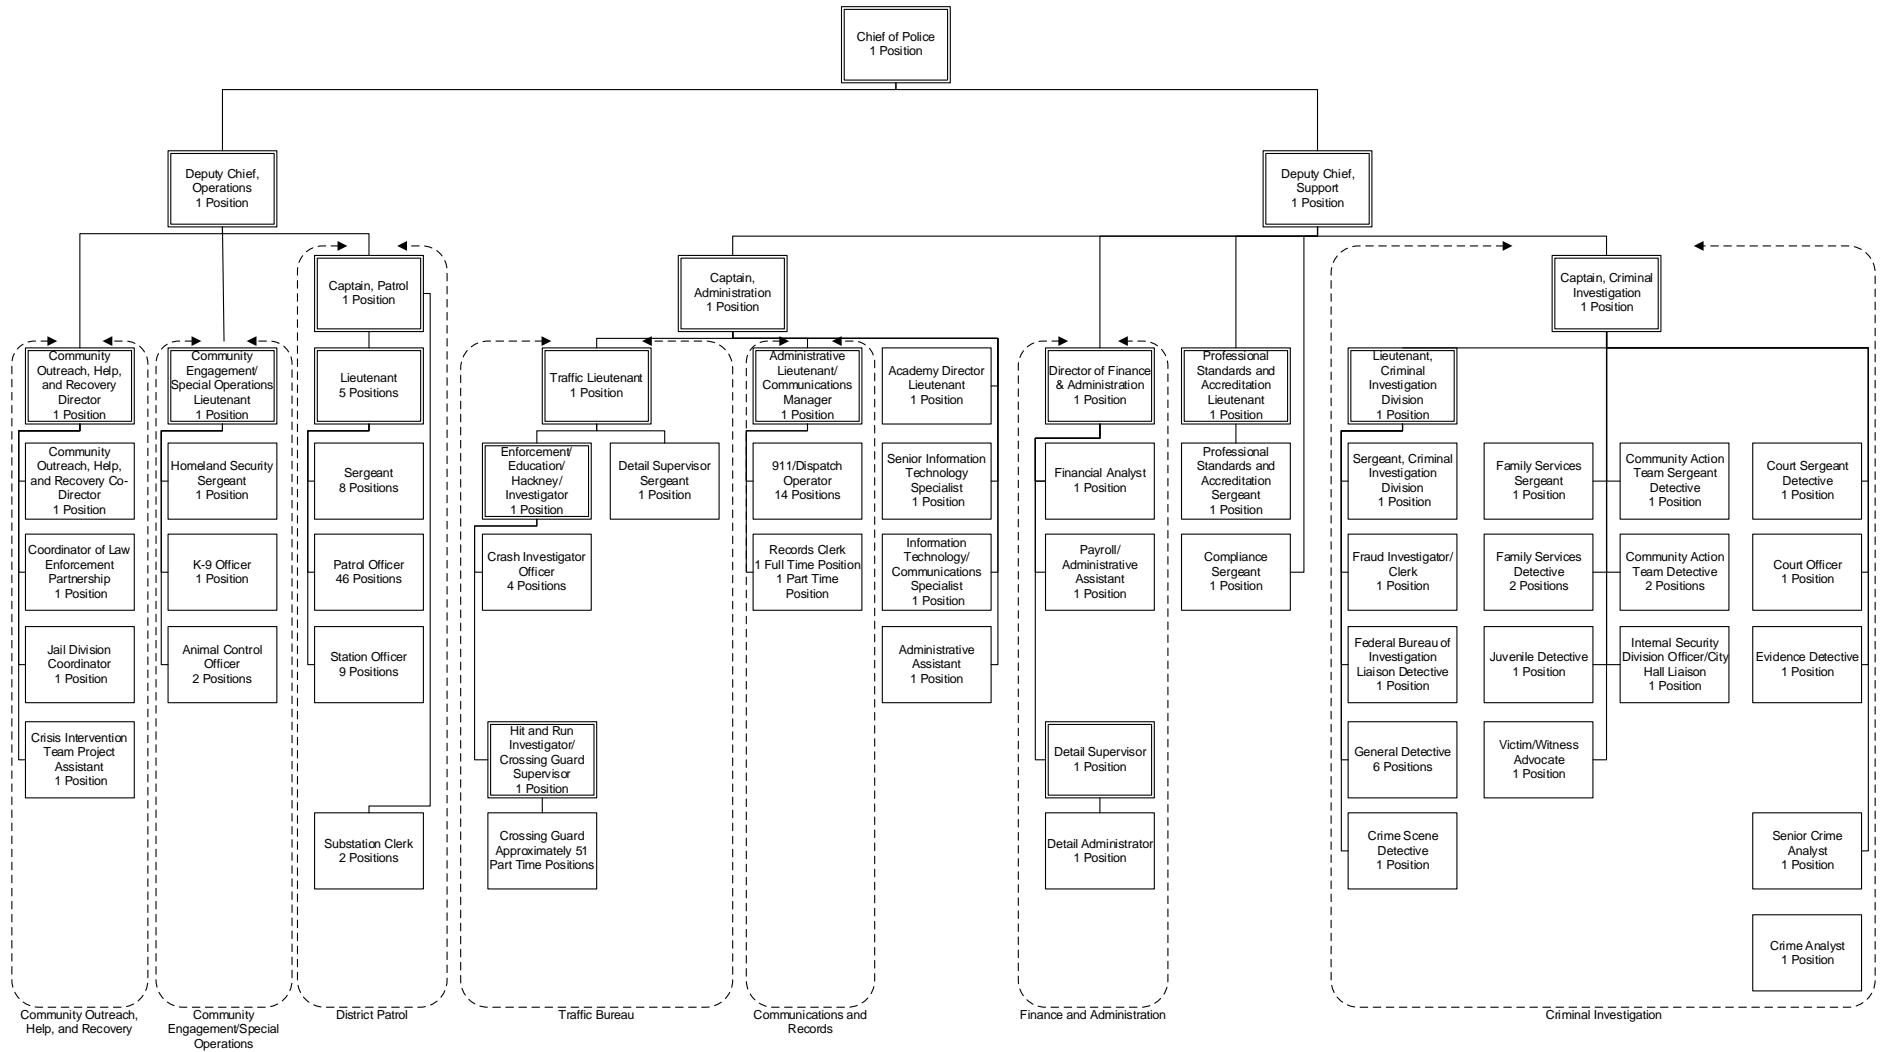 Chief of Police
1 Position
Deputy Chief,
Operations
1 Position
Deputy Chief,
Support
1 Position
Captain, Patrol
1 Position
Captain,
Administration
1 Position
Captain, Criminal
Investigation
1 Position
Community
Outreach, Help,
and Recovery
Director
1 Position
Community
Engagement/
Special Operations
Lieutenant
1 Position
Lieutenant
5 Positions
Traffic Lieutenant
1 Position
Administrative
Lieutenant/
Communications
Manager
1 Position
Academy Director
Lieutenant
1 Position
Director of Finance
& Administration
1 Position
Professional
Standards and
Accreditation
Lieutenant
1 Position
Lieutenant,
Criminal
Investigation
Division
1 Position
Community
Outreach, Help,
and Recovery Co-
Director
1 Position
Homeland Security
Sergeant
1 Position
Sergeant
8 Positions
Enforcement/
Education/
Hackney/
Investigator
1 Position
Detail Supervisor
Sergeant
1 Position
911/Dispatch
Operator
14 Positions
Senior Information
Technology
Specialist
1 Position
Financial Analyst
1 Position
Professional
Standards and
Accreditation
Sergeant
1 Position
Sergeant, Criminal
Investigation
Division
1 Position
Family Services
Sergeant
1 Position
Community Action
Team Sergeant
Detective
1 Position
Court Sergeant
Detective
1 Position
Coordinator of Law
Enforcement
Partnership
1 Position
K-9 Officer
1 Position
Patrol Officer
46 Positions
Crash Investigator
Officer
4 Positions
Records Clerk
1 Full Time Position
1 Part Time
Position
Information
Technology/
Communications
Specialist
1 Position
Payroll/
Administrative
Assistant
1 Position
Compliance
Sergeant
1 Position
Fraud Investigator/
Clerk
1 Position
Family Services
Detective
2 Positions
Community Action
Team Detective
2 Positions
Court Officer
1 Position
Jail Division
Coordinator
1 Position
Animal Control
Officer
2 Positions
Station Officer
9 Positions
Administrative
Assistant
1 Position
Federal Bureau of
Investigation
Liaison Detective
1 Position
Juvenile Detective
1 Position
Internal Security
Division Officer/City
Hall Liaison
1 Position
Evidence Detective
1 Position
Crisis Intervention
Team Project
Assistant
1 Position
Hit and Run
Investigator/
Crossing Guard
Supervisor
1 Position
Detail Supervisor
1 Position
General Detective
6 Positions
Victim/Witness
Advocate
1 Position
Substation Clerk
2 Positions
Crossing Guard
Approximately 51
Part Time Positions
Detail Administrator
1 Position
Crime Scene
Detective
1 Position
Senior Crime
Analyst
1 Position
Crime Analyst
1 Position
Community Outreach,
Help, and Recovery
Community
Engagement/Special
Operations
District Patrol
Traffic Bureau
Communications and
Records
Finance and Administration
Criminal Investigation